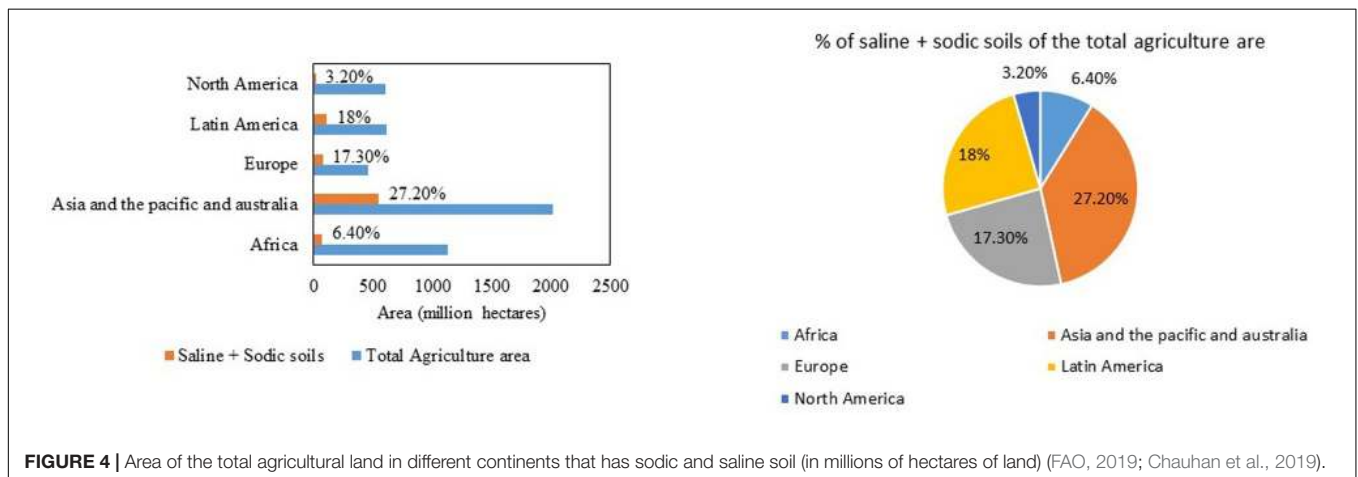 North America
3.20%
Latin America
18%
Europe
17.30%
Asia and the pacific and australia
27.20%
Africa
6.40%
0 500 1000 1500 2000 2500
Area (million hectares)
Saline + Sodic soils Total Agriculture area
% of saline + sodic soils of the total agriculture are
3.20%
6.40%
18%
27.20%
17.30%
Africa Asia and the pacific and australia
Europe Latin America
North America
FIGURE 4 | Area of the total agricultural land in different continents that has sodic and saline soil (in millions of hectares of land) (FAO, 2019; Chauhan et al., 2019).